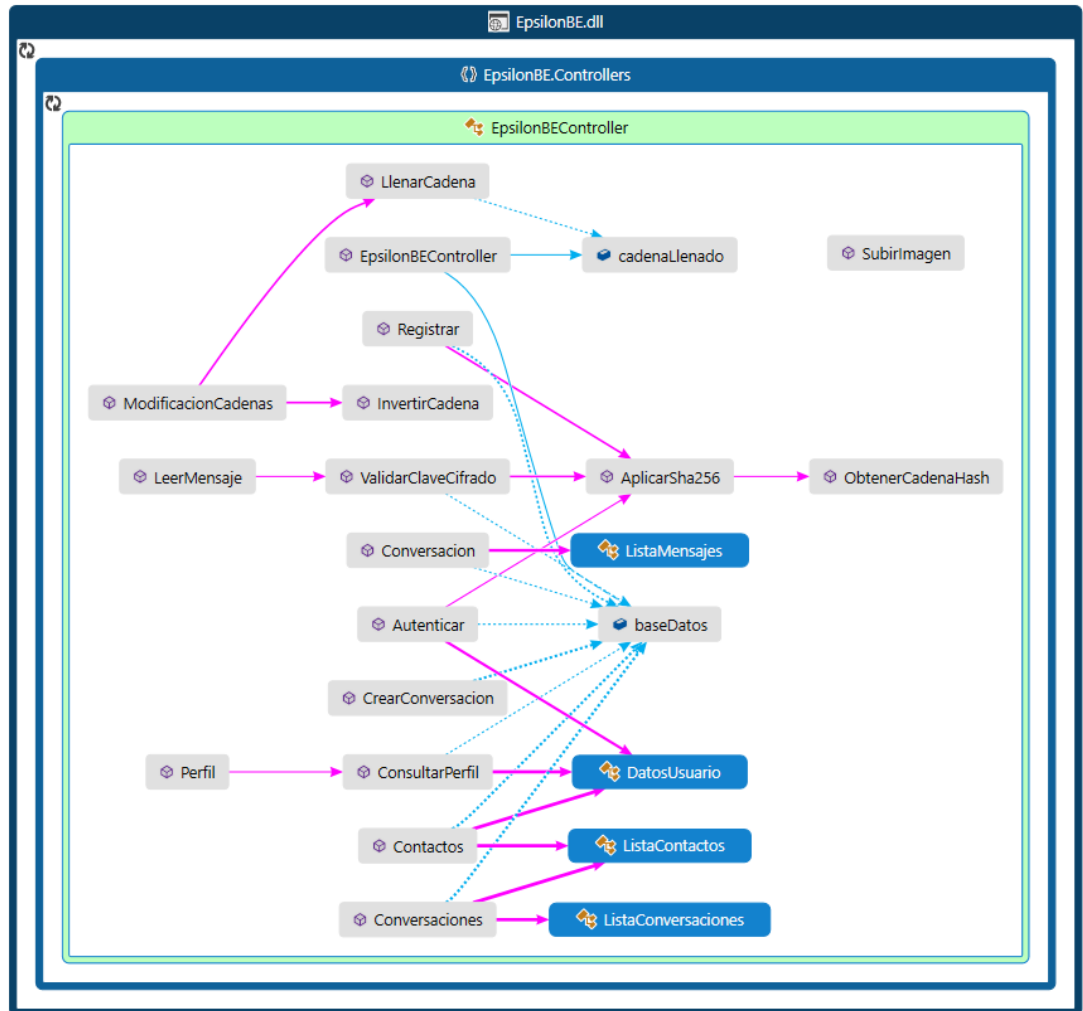 EpsilonBE.dll
EpsilonBE.Controllers
EpsilonBEController
LlenarCadena
EpsilonBEController
cadenaLlenado
SubirImagen
Registrar
ModificacionCadenas
InvertirCadena
LeerMensaje
ValidarClaveCifrado
AplicarSha256
ObtenerCadenaHash
Conversacion
ListaMensajes
Autenticar
baseDatos
CrearConversacion
Perfil
ConsultarPerfil
DatosUsuario
Contactos
ListaContactos
Conversaciones
ListaConversaciones